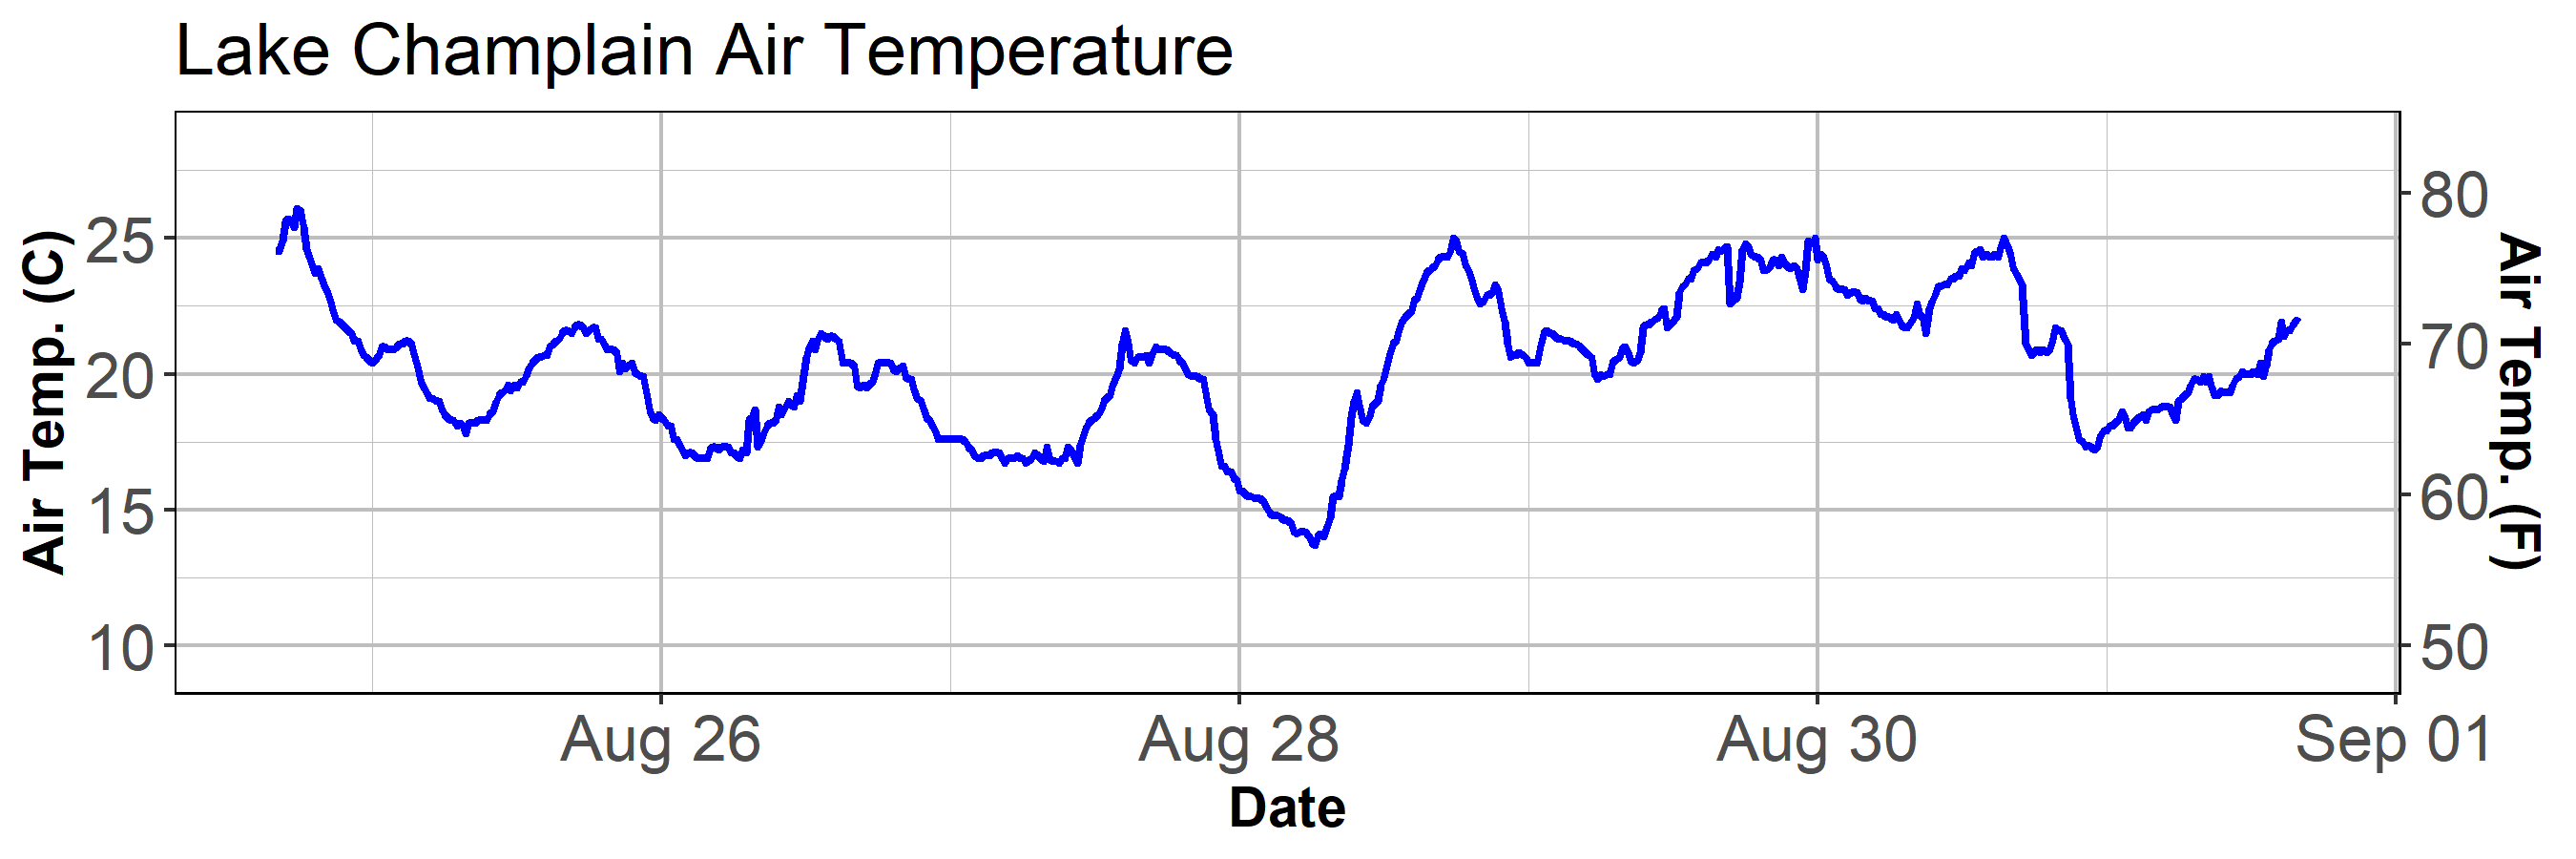 Lake Champlain Air Temperature
Air Temp. (C)
25
20
15
10
80
70
60
50
Air Temp. (F)
Aug 26
Aug 28
Aug 30
Sep 01
Date